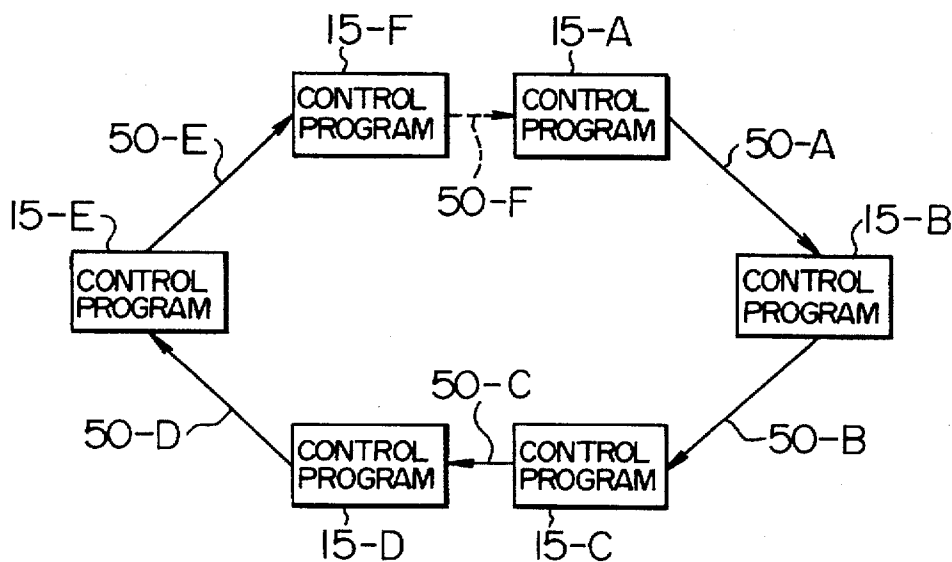 15-F
15-A
CONTROL
PROGRAM
CONTROL
PROGRAM
50-E
50-F
50-A
15-E
15-B
CONTROL
PROGRAM
CONTROL
PROGRAM
50-D
50-C
50-B
CONTROL
PROGRAM
CONTROL
PROGRAM
15-D
15-C